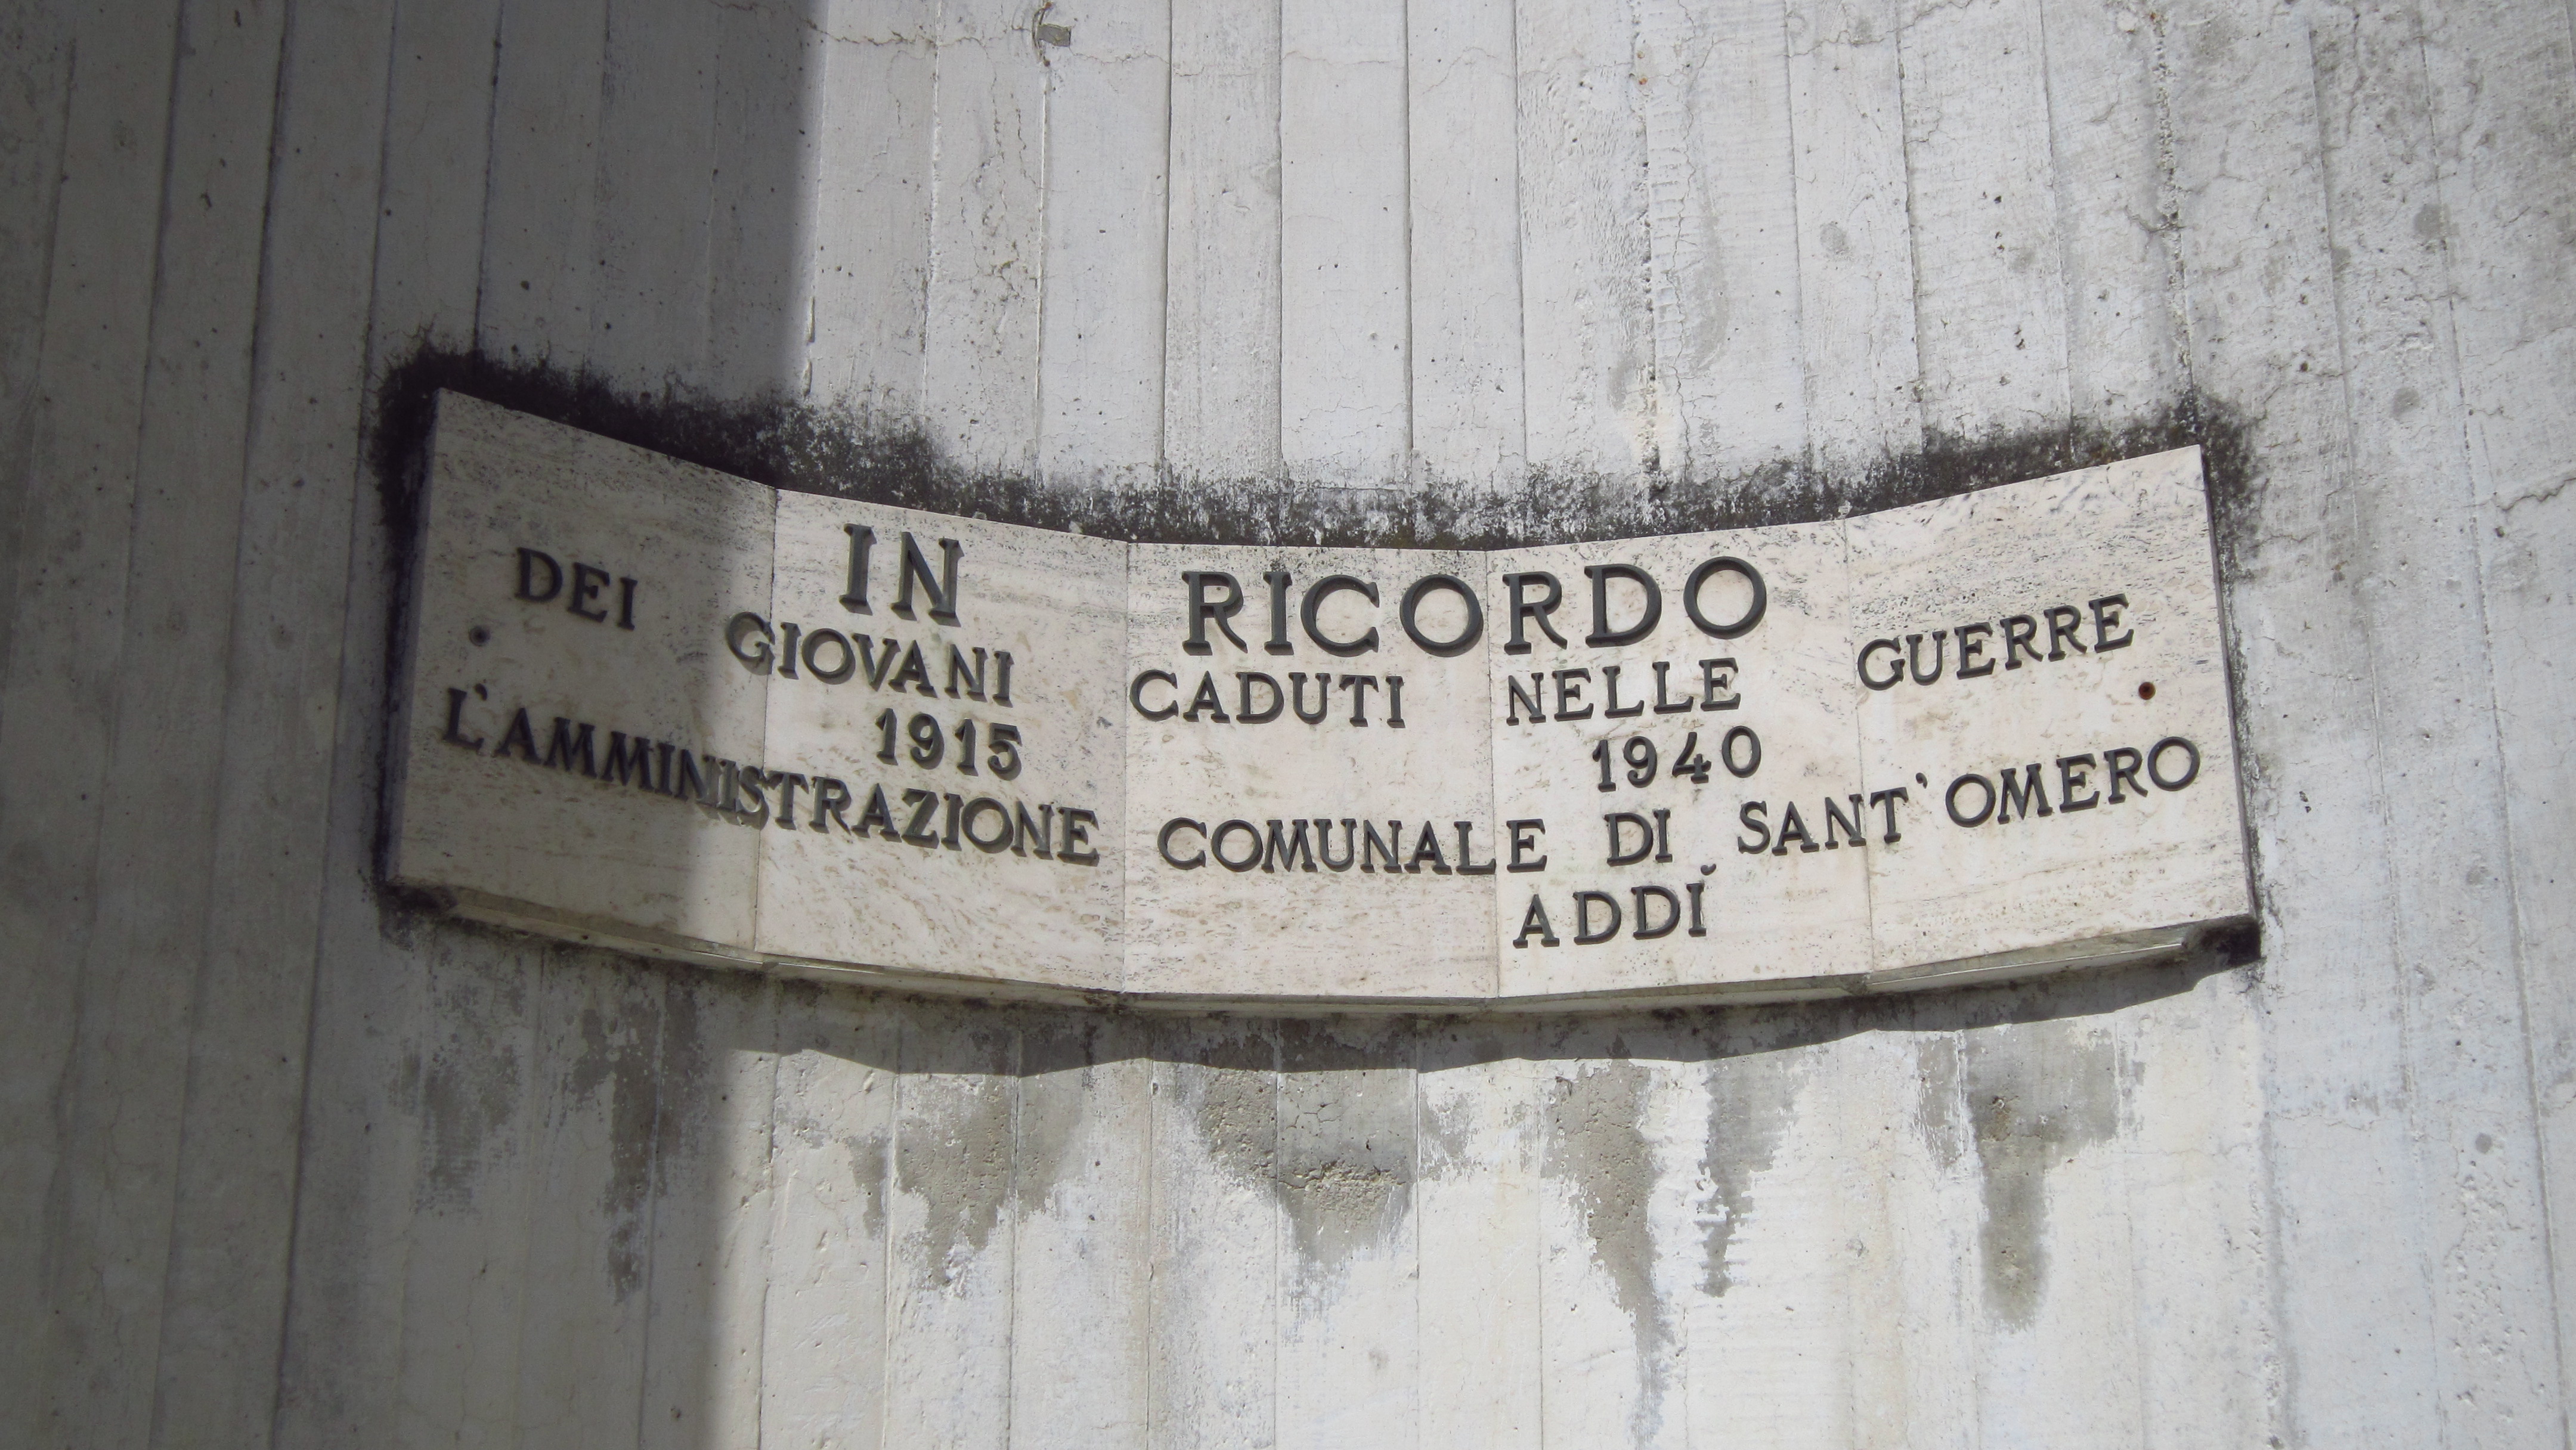 IN RICORDO
DEI GIOVANI CADUTI NELLE GUERRE
1915 1940
L'AMMINISTRAZIONE COMUNALE DI SANT'OMERO
ADDÌ